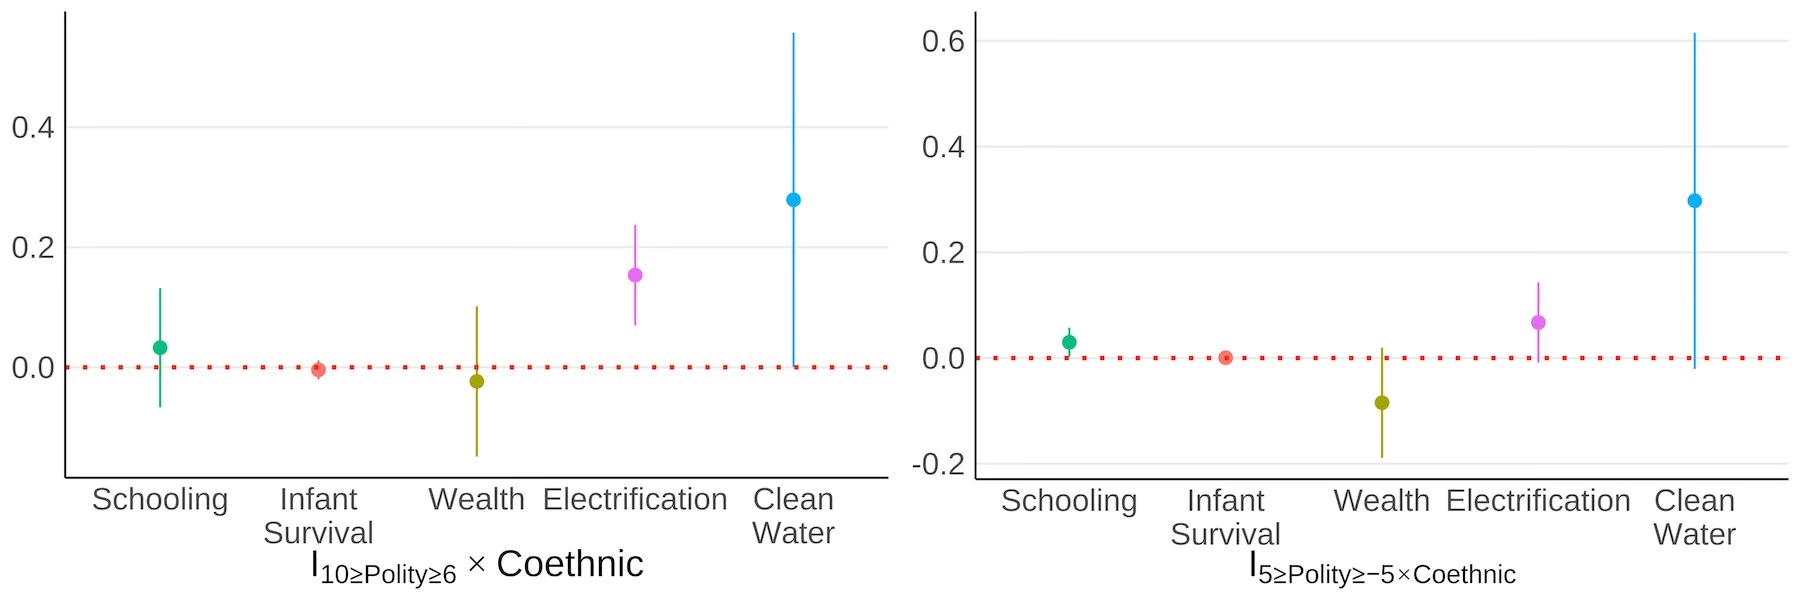 0.4
0.2
0.0
Schooling Infant Survival Wealth Electrification Clean Water
I10≥Polity≥6 × Coethnic
0.6
0.4
0.2
0.0
-0.2
Schooling Infant Survival Wealth Electrification Clean Water
I5≥Polity≥−5×Coethnic